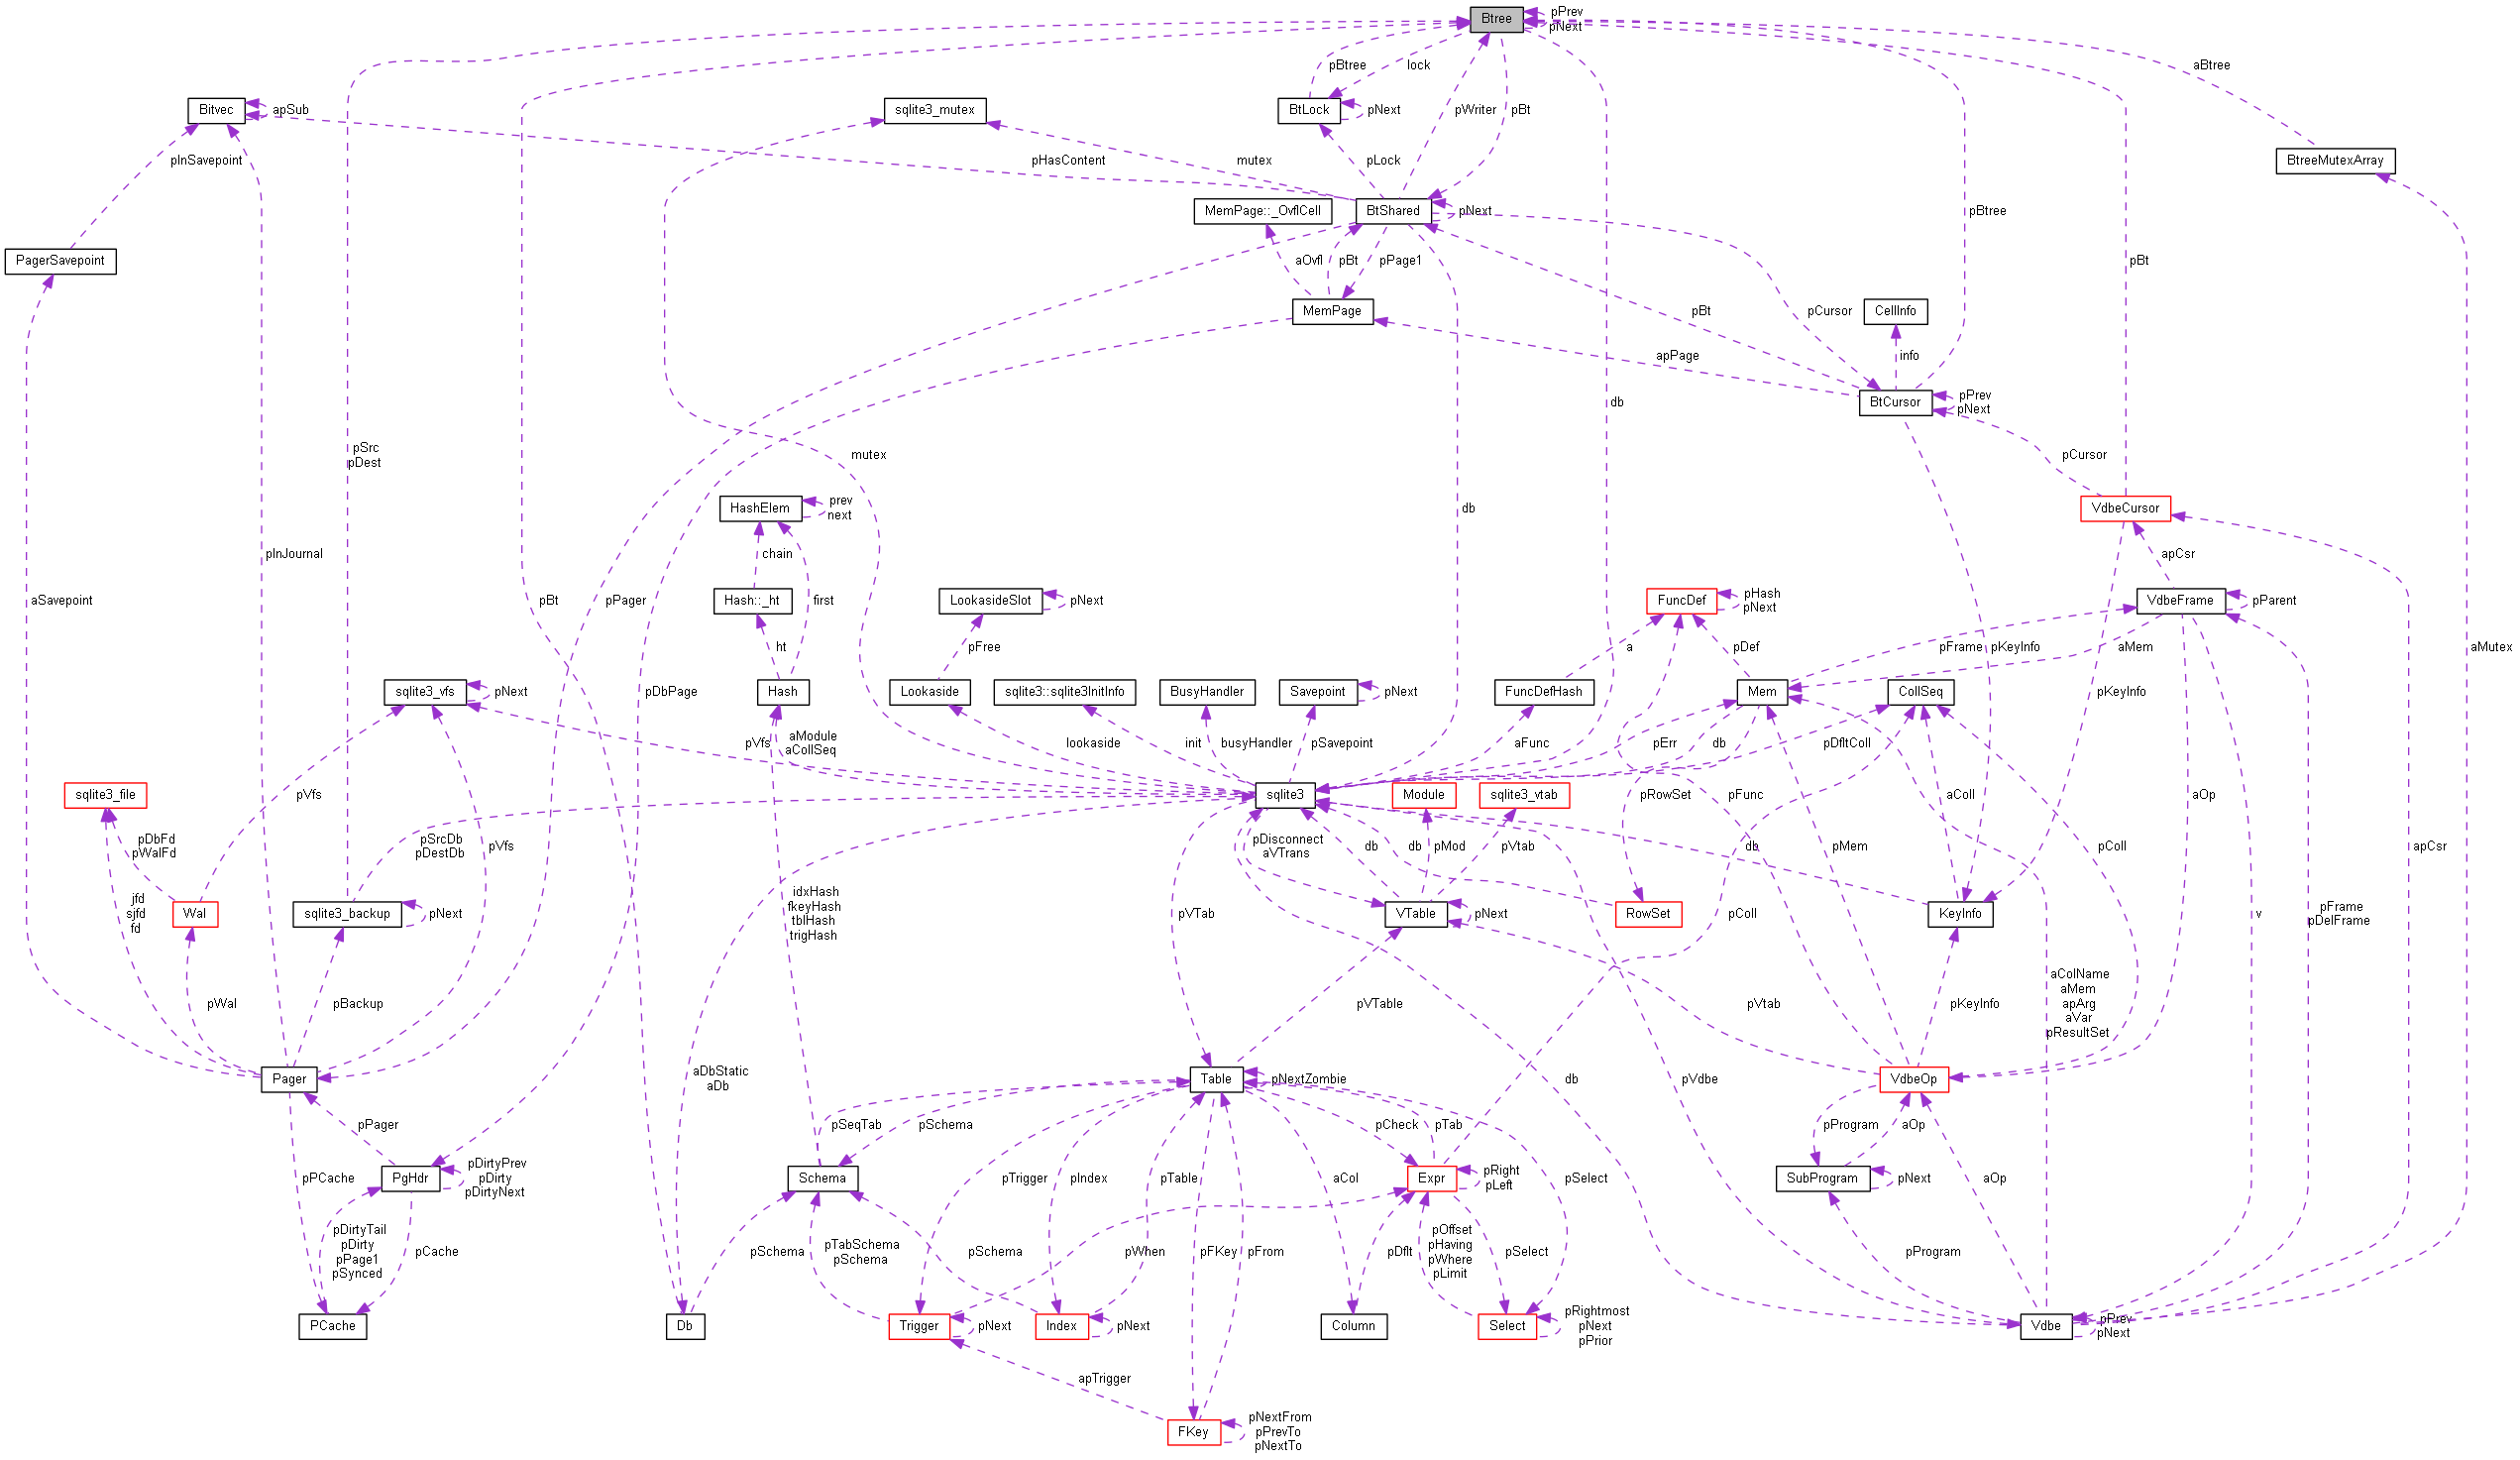 Btree
pPrev
pNext
pBtree
lock
aBtree
Bitvec
apSub
sqlite3_mutex
BtLock
pNext
pWriter
pBt
pInSavepoint
pHasContent
mutex
pLock
BtreeMutexArray
MemPage::_OvflCell
BtShared
pNext
pBtree
PagerSavepoint
aOvfl
pBt
pPage1
pBt
MemPage
pBt
pCursor
CellInfo
apPage
info
db
BtCursor
pPrev
pNext
pSrc
pDest
mutex
pCursor
HashElem
prev
next
db
VdbeCursor
pInJournal
chain
apCsr
aSavepoint
pBt
pPager
Hash::_ht
first
LookasideSlot
pNext
FuncDef
pHash
pNext
VdbeFrame
pParent
ht
pFree
a
pDef
pFrame
pKeyInfo
aMem
aMutex
sqlite3_vfs
pNext
pDbPage
Hash
Lookaside
sqlite3::sqlite3InitInfo
BusyHandler
Savepoint
pNext
FuncDefHash
Mem
CollSeq
pKeyInfo
pVfs
aModule
aCollSeq
lookaside
init
busyHandler
pSavepoint
aFunc
pErr
db
pDfltColl
sqlite3_file
pVfs
sqlite3
Module
sqlite3_vtab
pRowSet
pFunc
aColl
aOp
pDbFd
pWalFd
pSrcDb
pDestDb
pVfs
pDisconnect
aVTrans
db
db
pMod
pVtab
pMem
db
pColl
apCsr
jfd
sjfd
fd
Wal
sqlite3_backup
pNext
idxHash
fkeyHash
tblHash
trigHash
pVTab
VTable
pNext
RowSet
pColl
KeyInfo
v
pFrame
pDelFrame
pWal
pBackup
pVTable
pVtab
pKeyInfo
aColName
aMem
apArg
aVar
pResultSet
Pager
aDbStatic
aDb
Table
pNextZombie
db
pVdbe
VdbeOp
pPager
pSeqTab
pSchema
pCheck
pTab
pProgram
aOp
pPCache
PgHdr
pDirtyPrev
pDirty
pDirtyNext
Schema
pTrigger
pIndex
pTable
aCol
Expr
pRight
pLeft
pSelect
SubProgram
pNext
aOp
pDirtyTail
pDirty
pPage1
pSynced
pCache
pSchema
pTabSchema
pSchema
pSchema
pWhen
pFKey
pFrom
pDflt
pOffset
pHaving
pWhere
pLimit
pSelect
pProgram
PCache
Db
Trigger
pNext
Index
pNext
Column
Select
pRightmost
pNext
pPrior
Vdbe
pPrev
pNext
apTrigger
FKey
pNextFrom
pPrevTo
pNextTo